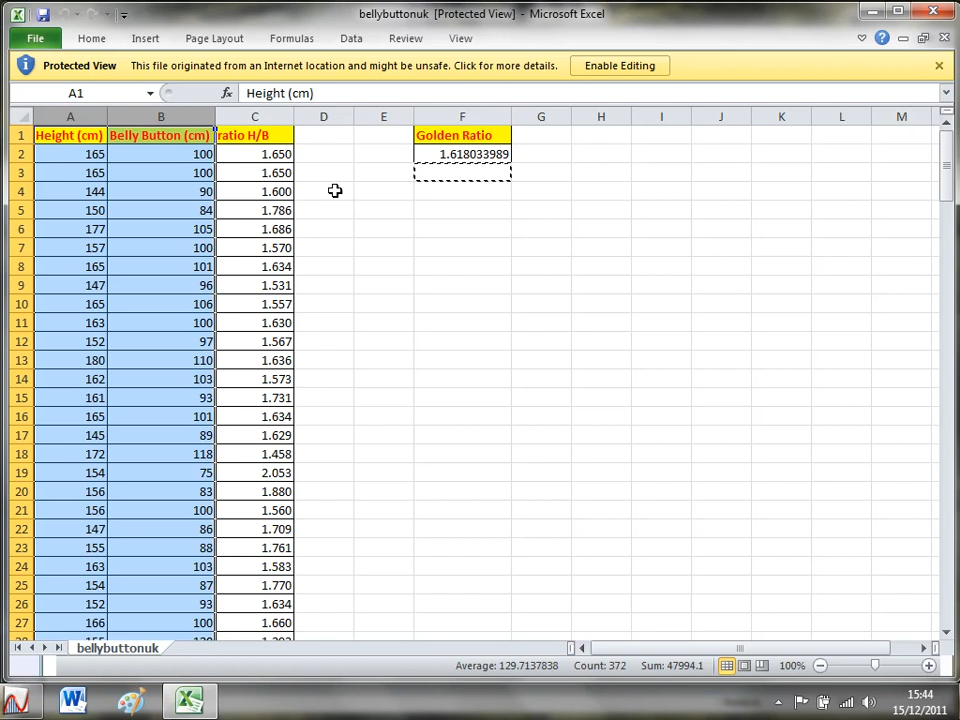 bellybuttonuk [Protected View] - Microsoft Excel
File Home Insert Page Layout Formulas Data Review View
Protected View This file originated from an Internet location and might be unsafe. Click for more details. Enable Editing
A1 fx Height (cm)
A B C D E F G H I J K L M
1 Height (cm) Belly Button (cm) ratio H/B Golden Ratio
2 165 100 1.650 1.618033989
3 165 100 1.650
4 144 90 1.600
5 150 84 1.786
6 177 105 1.686
7 157 100 1.570
8 165 101 1.634
9 147 96 1.531
10 165 106 1.557
11 163 100 1.630
12 152 97 1.567
13 180 110 1.636
14 162 103 1.573
15 161 93 1.731
16 165 101 1.634
17 145 89 1.629
18 172 118 1.458
19 154 75 2.053
20 156 83 1.880
21 156 100 1.560
22 147 86 1.709
23 155 88 1.761
24 163 103 1.583
25 154 87 1.770
26 152 93 1.634
27 166 100 1.660
bellybuttonuk
Average: 129.7137838 Count: 372 Sum: 47994.1 100%
15:44
15/12/2011